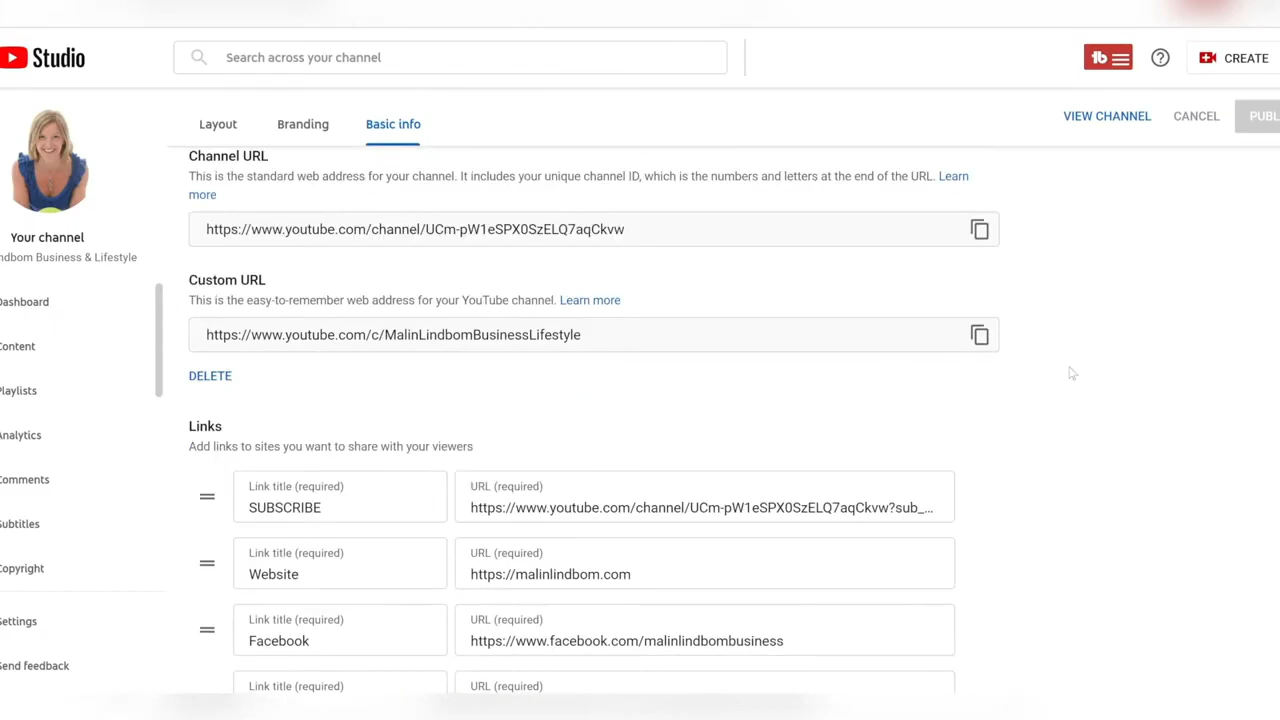 Studio
Search across your channel
tb
CREATE
Layout
Branding
Basic info
VIEW CHANNEL
CANCEL
PUBL
Your channel
ndbom Business & Lifestyle
Dashboard
Content
Playlists
Analytics
Comments
Subtitles
Copyright
Settings
Send feedback
Channel URL
This is the standard web address for your channel. It includes your unique channel ID, which is the numbers and letters at the end of the URL. Learn
more
https://www.youtube.com/channel/UCm-pW1eSPX0SzELQ7aqCkvw
Custom URL
This is the easy-to-remember web address for your YouTube channel. Learn more
https://www.youtube.com/c/MalinLindbomBusinessLifestyle
DELETE
Links
Add links to sites you want to share with your viewers
Link title (required)
SUBSCRIBE
URL (required)
https://www.youtube.com/channel/UCm-pW1eSPX0SzELQ7aqCkvw?sub_...
Link title (required)
Website
URL (required)
https://malinlindbom.com
Link title (required)
Facebook
URL (required)
https://www.facebook.com/malinlindbombusiness
Link title (required)
URL (required)